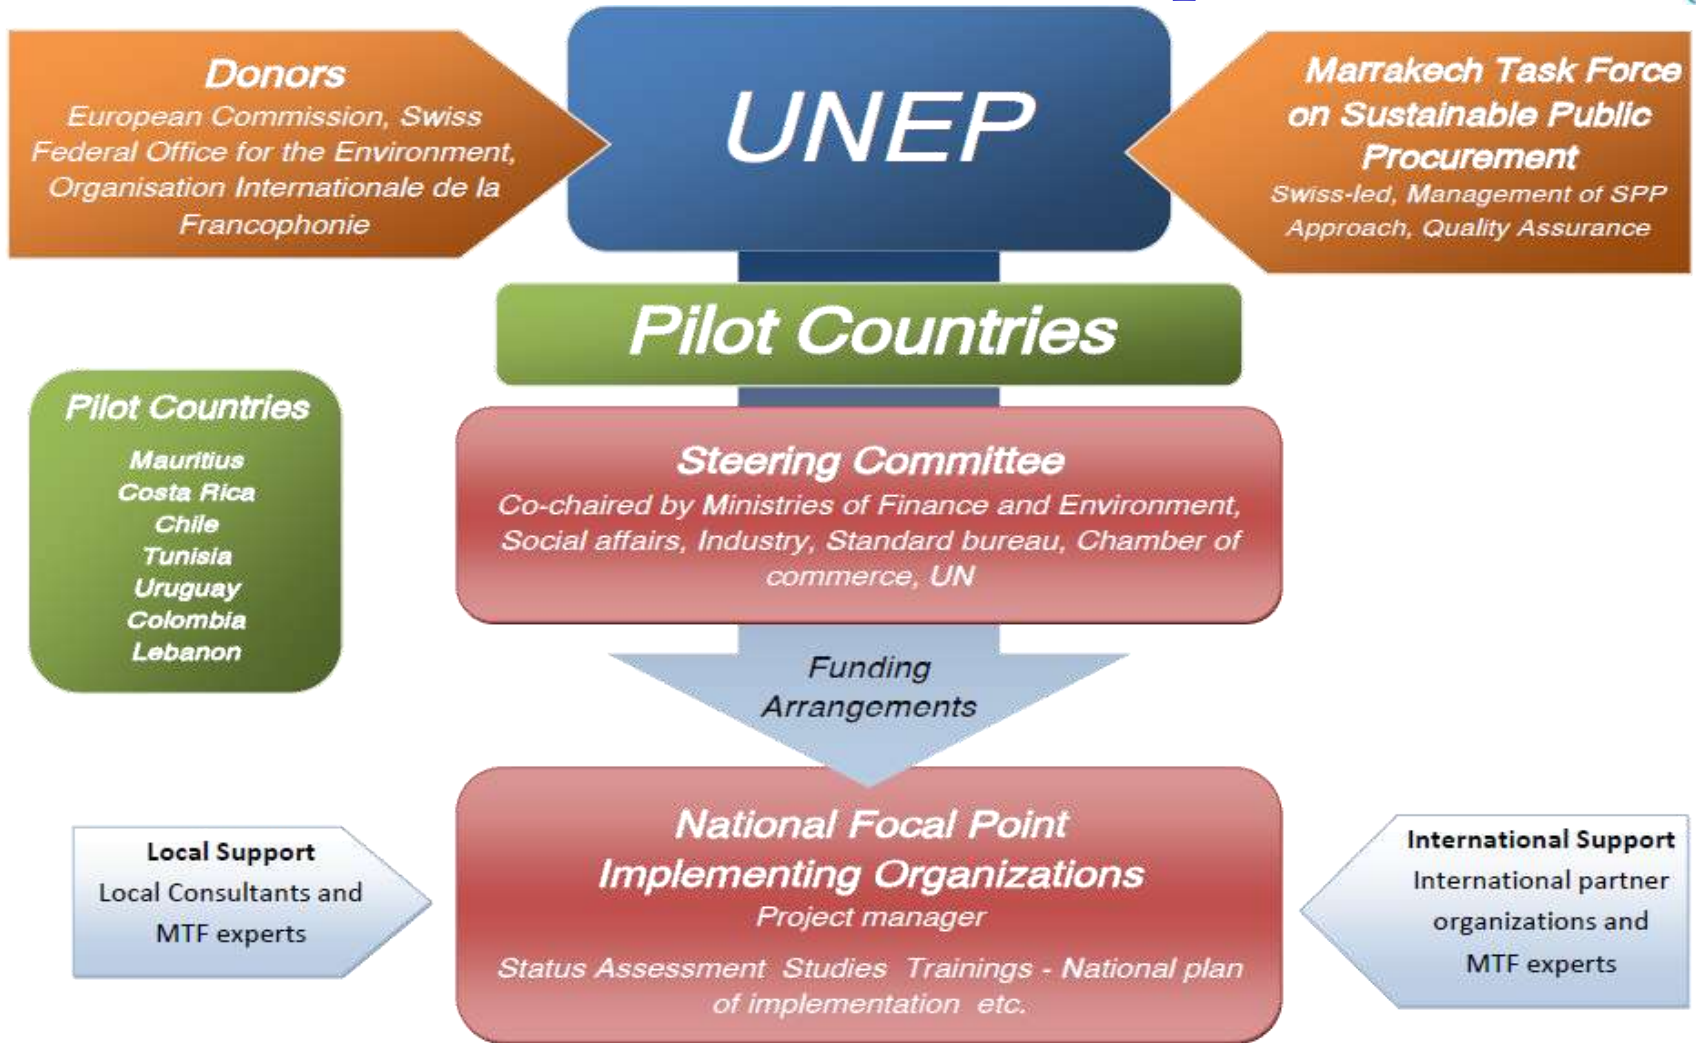 Donors
European Commission, Swiss
Federal Office for the Environment,
Organisation Internationale de la
Francophonie
UNEP
Marrakech Task Force
on Sustainable Public
Procurement
Swiss-led, Management of SPP
Approach, Quality Assurance
Pilot Countries
Pilot Countries
Mauritius
Costa Rica
Chile
Tunisia
Uruguay
Colombia
Lebanon
Steering Committee
Co-chaired by Ministries of Finance and Environment,
Social affairs, Industry, Standard bureau, Chamber of
commerce, UN
Funding
Arrangements
National Focal Point
Implementing Organizations
Project manager
Status Assessment Studies Trainings - National plan
of implementation etc.
Local Support
Local Consultants and
MTF experts
International Support
International partner
organizations and
MTF experts